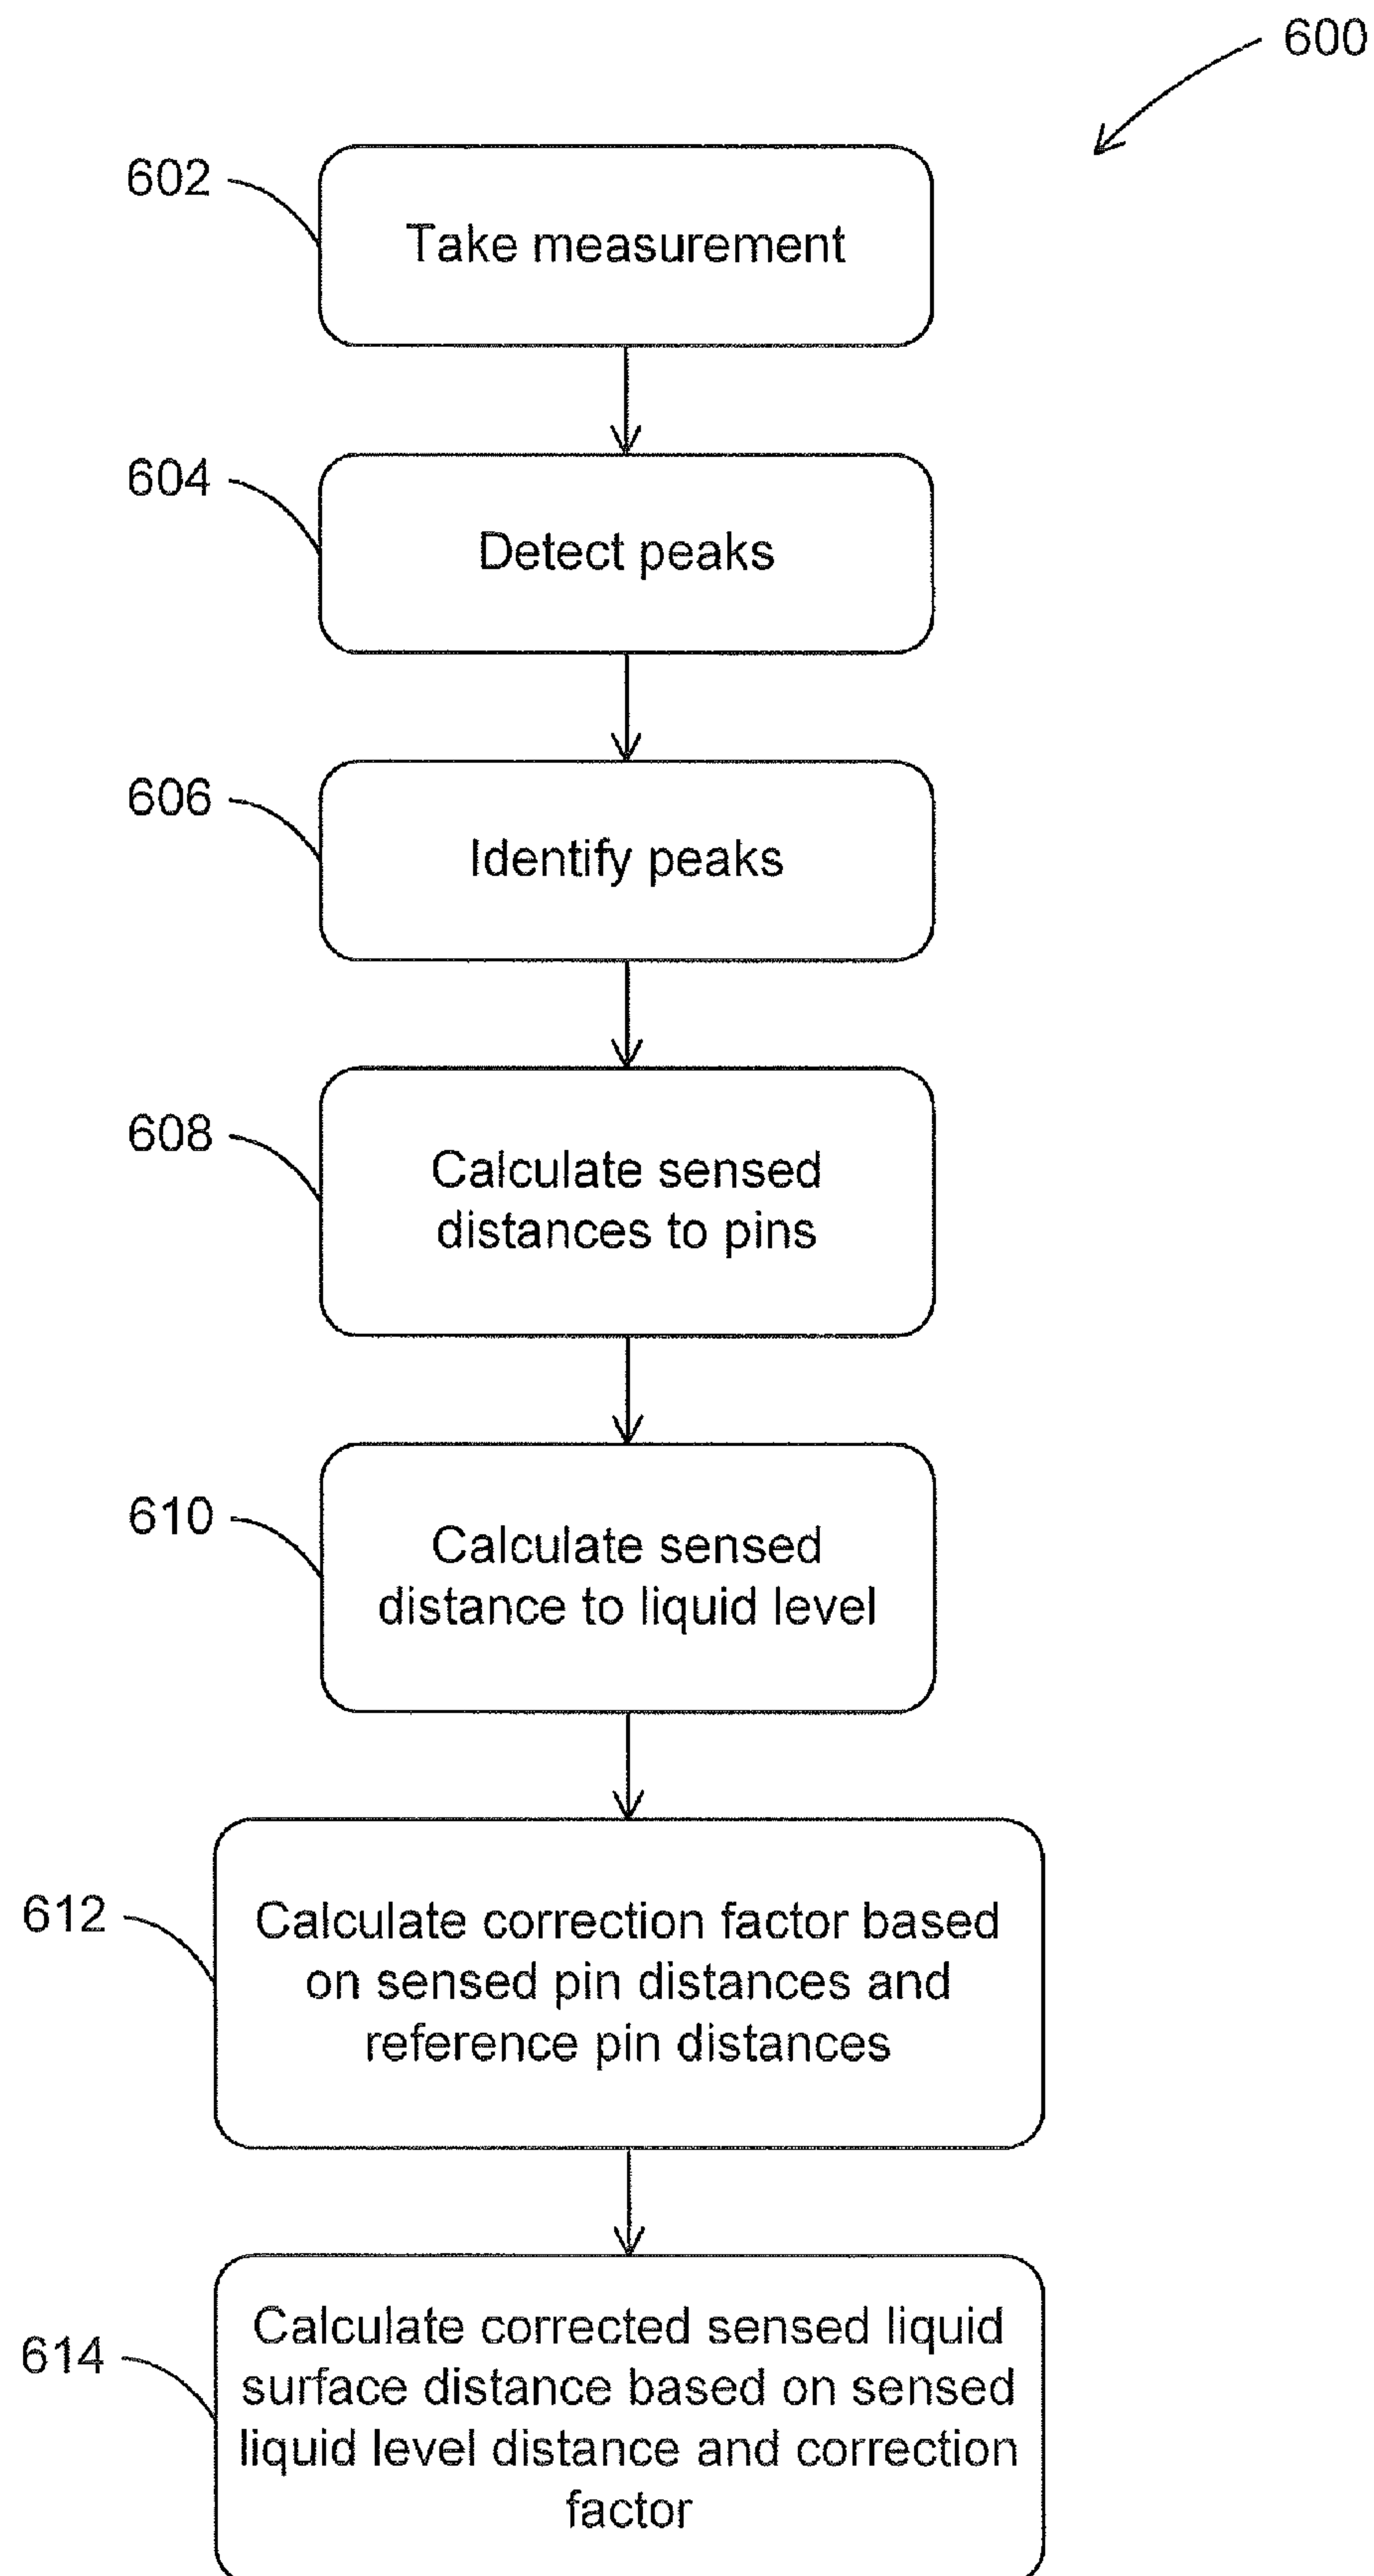 600
602
Take measurement
604
Detect peaks
606
Identify peaks
608
Calculate sensed
distances to pins
610
Calculate sensed
distance to liquid level
612
Calculate correction factor based
on sensed pin distances and
reference pin distances
614
Calculate corrected sensed liquid
surface distance based on sensed
liquid level distance and correction
factor